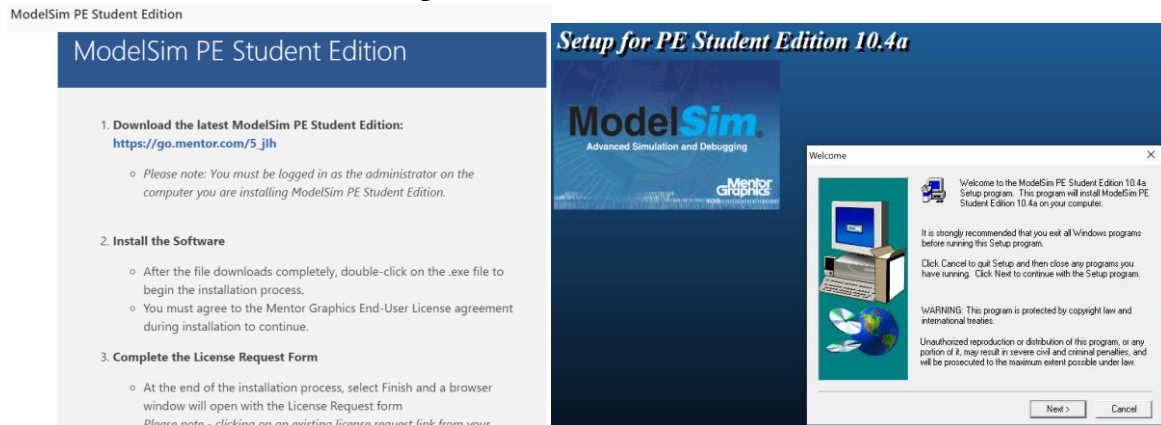 ModelSim PE Student Edition
ModelSim PE Student Edition
1. Download the latest ModelSim PE Student Edition:
https://go.mentor.com/5_jlh
Please note: You must be logged in as the administrator on the
computer you are installing ModelSim PE Student Edition.
2. Install the Software
After the file downloads completely, double-click on the .exe file to
begin the installation process.
You must agree to the Mentor Graphics End-User License agreement
during installation to continue.
3. Complete the License Request Form
At the end of the installation process, select Finish and a browser
window will open with the License Request form
Please note - clicking on an existing license request link from your
Setup for PE Student Edition 10.4a
ModelSim®
Advanced Simulation and Debugging
Mentor
Graphics
Welcome
Welcome to the ModelSim PE Student Edition 10.4a
Setup program. This program will install ModelSim PE
Student Edition 10.4a on your computer.
It is strongly recommended that you exit all Windows programs
before running this Setup program.
Click Cancel to quit Setup and then close any programs you
have running. Click Next to continue with the Setup program.
WARNING: This program is protected by copyright law and
international treaties.
Unauthorized reproduction or distribution of this program, or any
portion of it, may result in severe civil and criminal penalties, and
will be prosecuted to the maximum extent possible under law.
Next >
Cancel